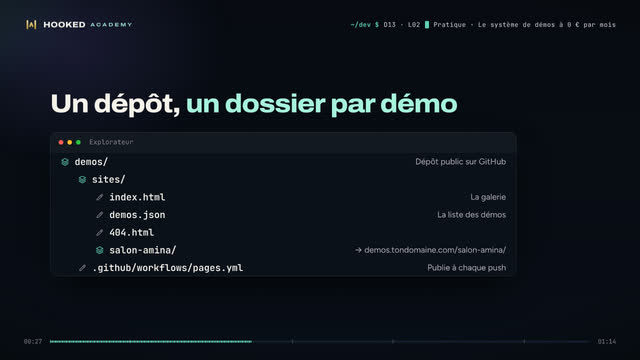 HOOKED ACADEMY
~/dev $ D13 · L02 Pratique · Le système de démos à 0 € par mois
Un dépôt, un dossier par démo
Explorateur
demos/ Dépôt public sur GitHub
sites/
index.html La galerie
demos.json La liste des démos
404.html
salon-amina/ → demos.tondomaine.com/salon-amina/
.github/workflows/pages.yml Publie à chaque push
00:27 01:14